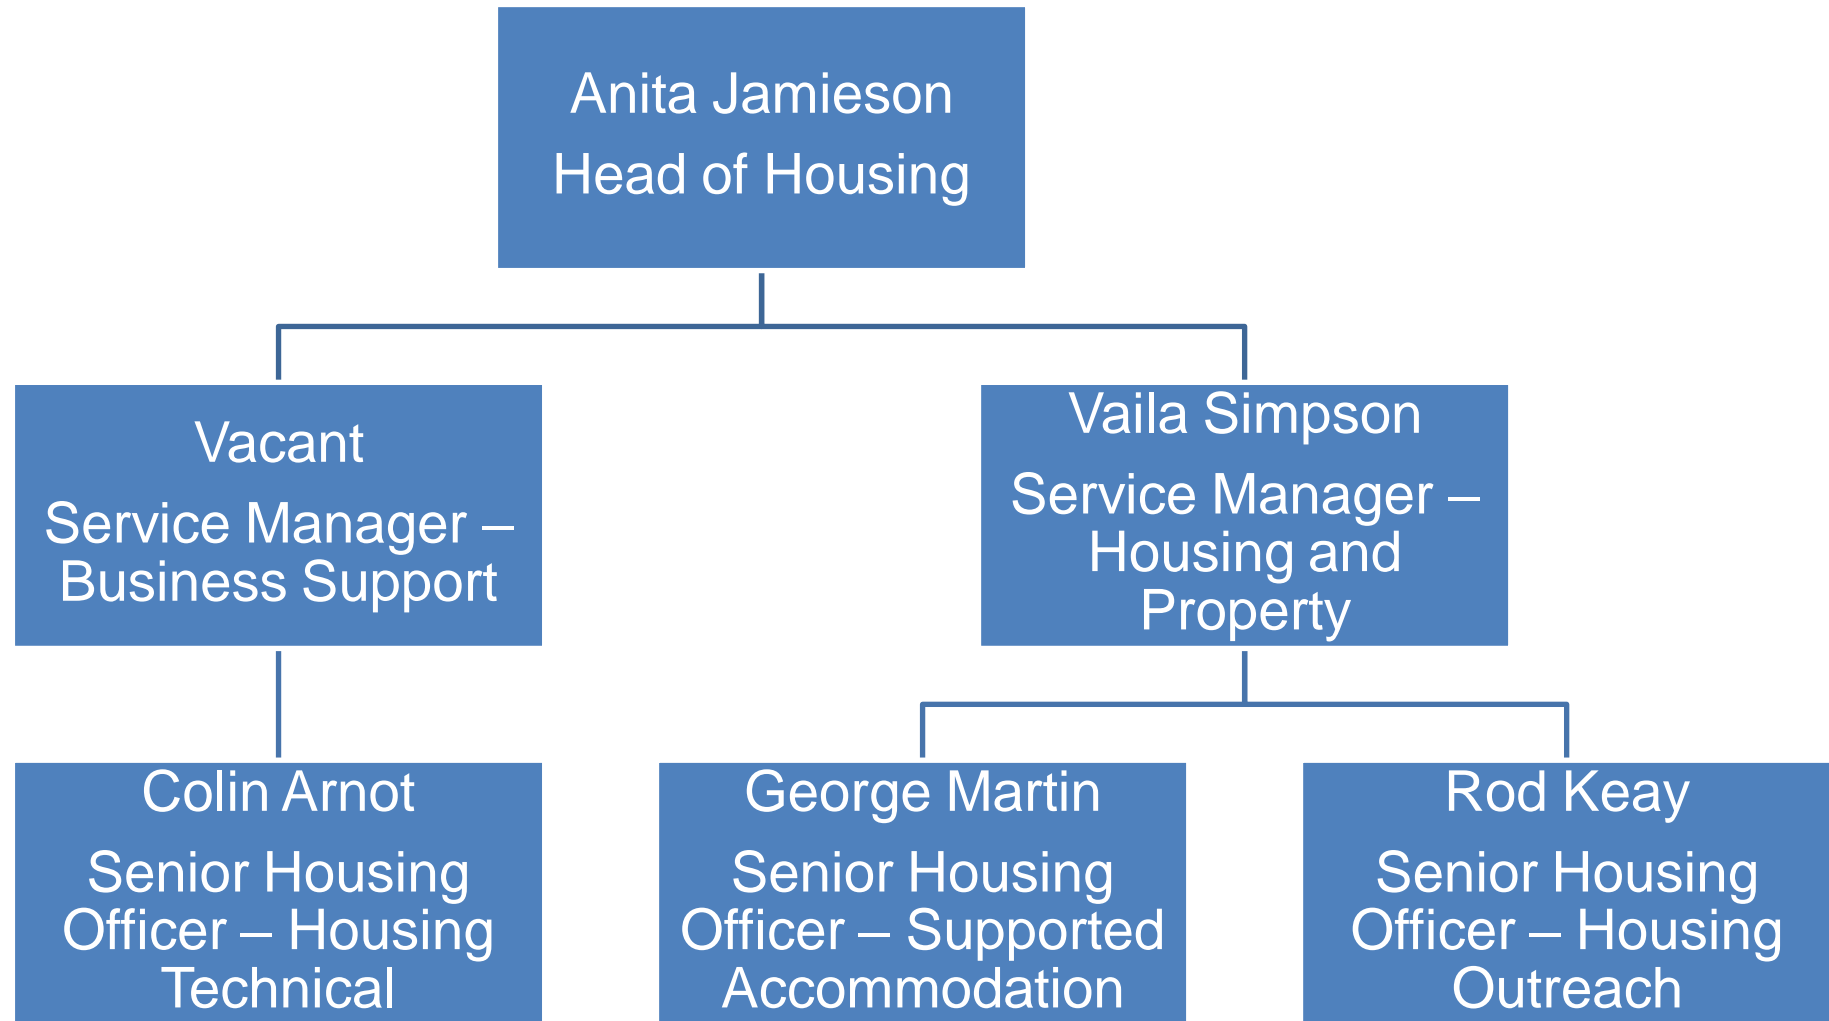 Anita Jamieson
Head of Housing
Vacant
Service Manager –
Business Support
Vaila Simpson
Service Manager –
Housing and
Property
Colin Arnot
Senior Housing
Officer – Housing
Technical
George Martin
Senior Housing
Officer – Supported
Accommodation
Rod Keay
Senior Housing
Officer – Housing
Outreach